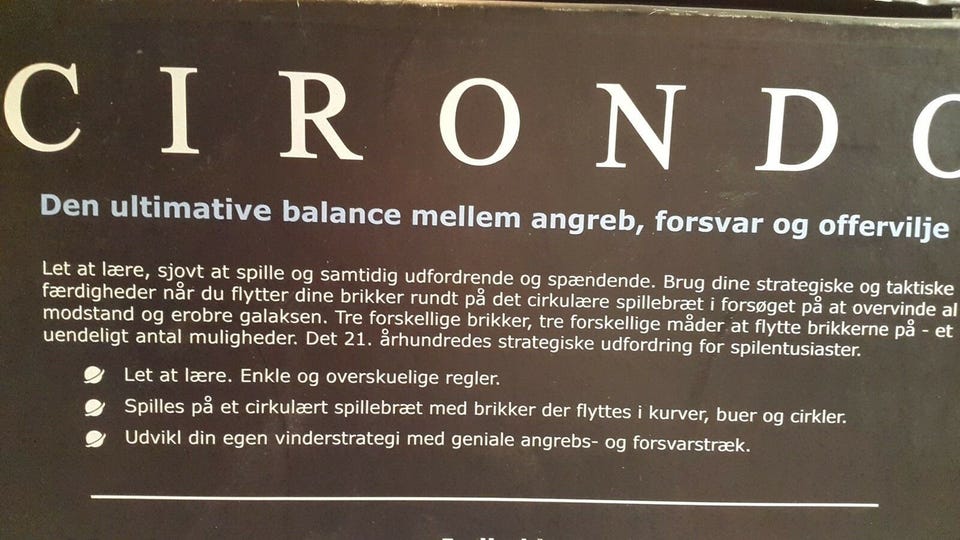 CIRONDO
Den ultimative balance mellem angreb, forsvar og offervilje
Let at lære, sjovt at spille og samtidig udfordrende og spændende. Brug dine strategiske og taktiske
færdigheder når du flytter dine brikker rundt på det cirkulære spillebræt i forsøget på at overvinde al
modstand og erobre galaksen. Tre forskellige brikker, tre forskellige måder at flytte brikkerne på - et
uendeligt antal muligheder. Det 21. århundredes strategiske udfordring for spilentusiaster.
Let at lære. Enkle og overskuelige regler.
Spilles på et cirkulært spillebræt med brikker der flyttes i kurver, buer og cirkler.
Udvikl din egen vinderstrategi med geniale angrebs- og forsvarstræk.